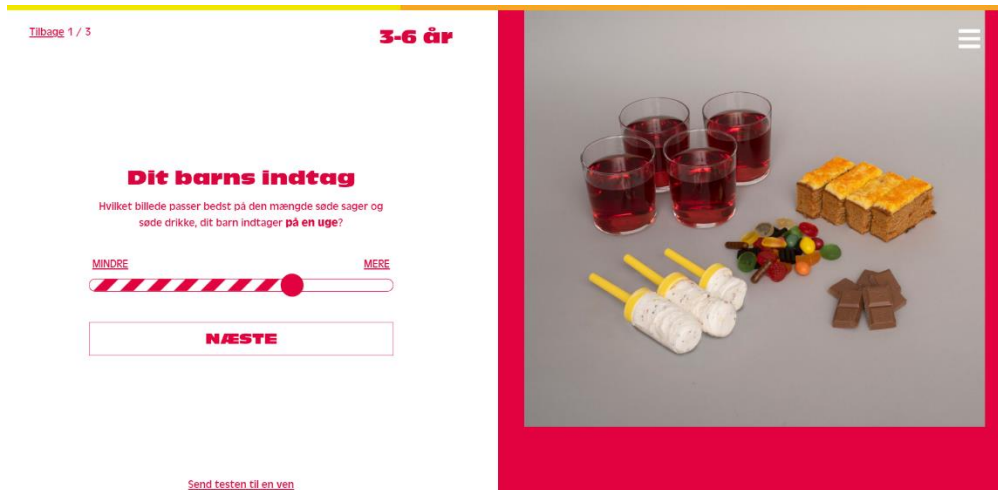 Tilbage 1 / 3
3-6 år
Dit barns indtag
Hvilket billede passer bedst på den mængde søde sager og
søde drikke, dit barn indtager på en uge?
MINDRE
MERE
NÆSTE
Send testen til en ven